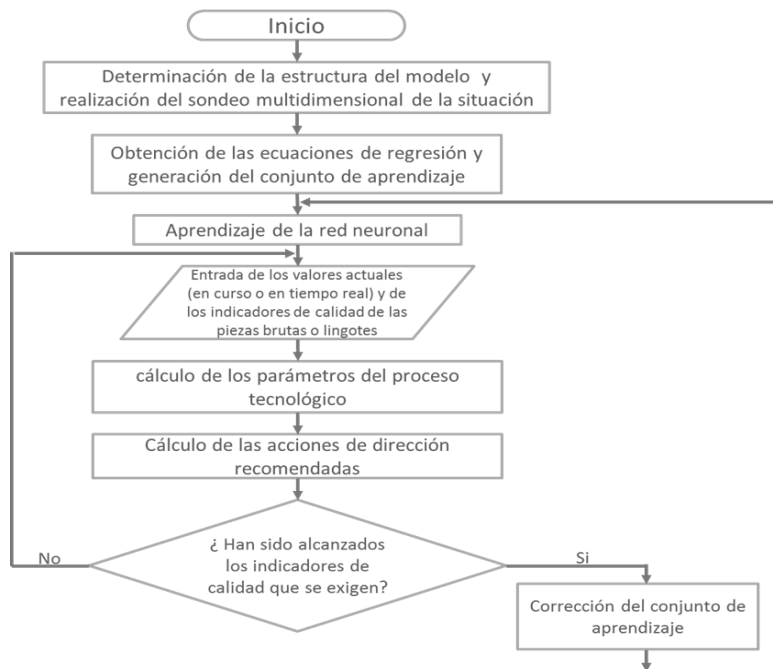 Inicio
Determinación de la estructura del modelo y
realización del sondeo multidimensional de la situación
Obtención de las ecuaciones de regresión y
generación del conjunto de aprendizaje
Aprendizaje de la red neuronal
Entrada de los valores actuales
(en curso o en tiempo real) y de
los indicadores de calidad de las
piezas brutas o lingotes
cálculo de los parámetros del proceso
tecnológico
Cálculo de las acciones de dirección
recomendadas
¿ Han sido alcanzados
los indicadores de
calidad que se exigen?
No
Si
Corrección del conjunto de
aprendizaje